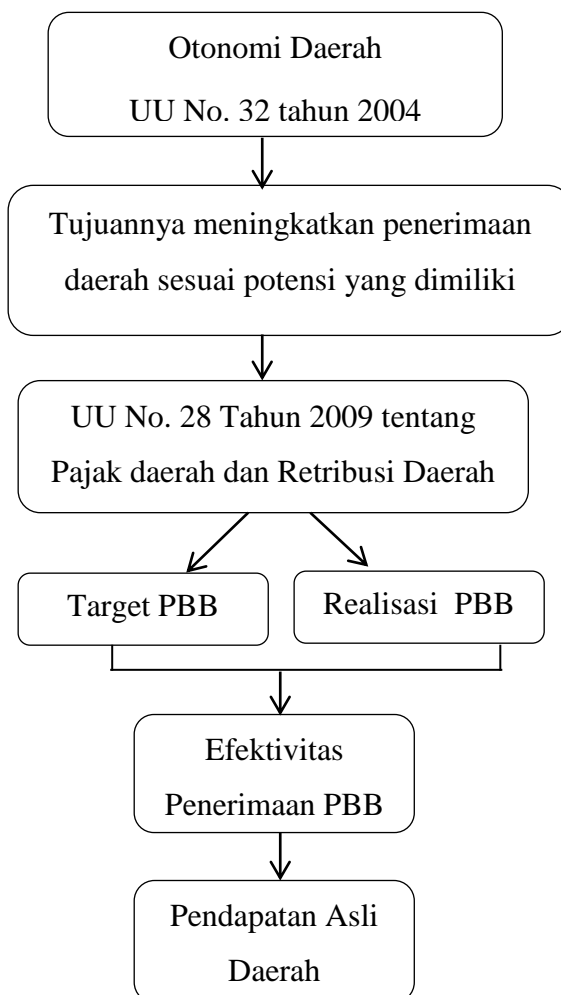 Otonomi Daerah
UU No. 32 tahun 2004
Tujuannya meningkatkan penerimaan
daerah sesuai potensi yang dimiliki
UU No. 28 Tahun 2009 tentang
Pajak daerah dan Retribusi Daerah
Target PBB
Realisasi PBB
Efektivitas
Penerimaan PBB
Pendapatan Asli
Daerah